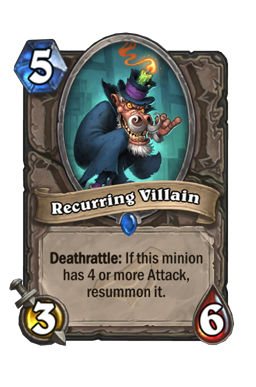 5
Recurring Villain
Deathrattle: If this minion
has 4 or more Attack,
resummon it.
3
6